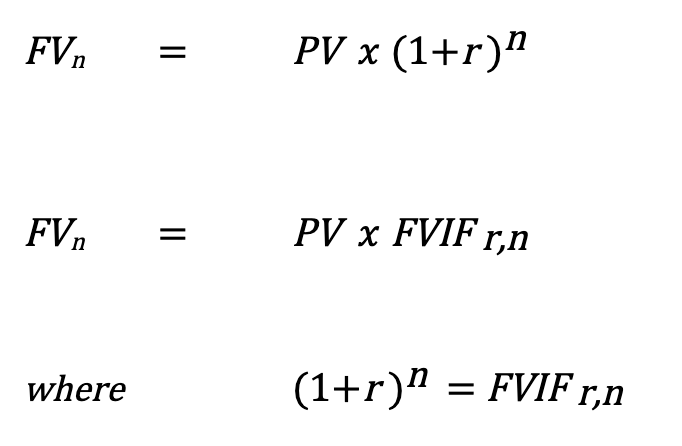 FVₙ = PV x (1+r)ⁿ
FVₙ = PV x FVIF r,n
where (1+r)ⁿ = FVIF r,n